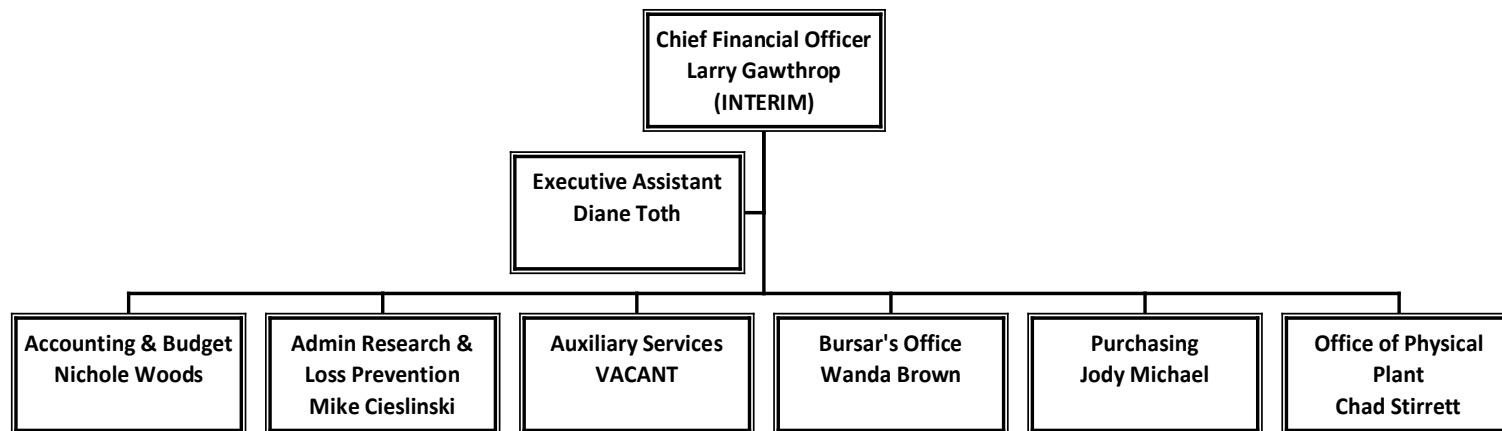 Chief Financial Officer
Larry Gawthrop
(INTERIM)
Executive Assistant
Diane Toth
Accounting & Budget
Nichole Woods
Admin Research &
Loss Prevention
Mike Cieslinski
Auxiliary Services
VACANT
Bursar's Office
Wanda Brown
Purchasing
Jody Michael
Office of Physical
Plant
Chad Stirrett